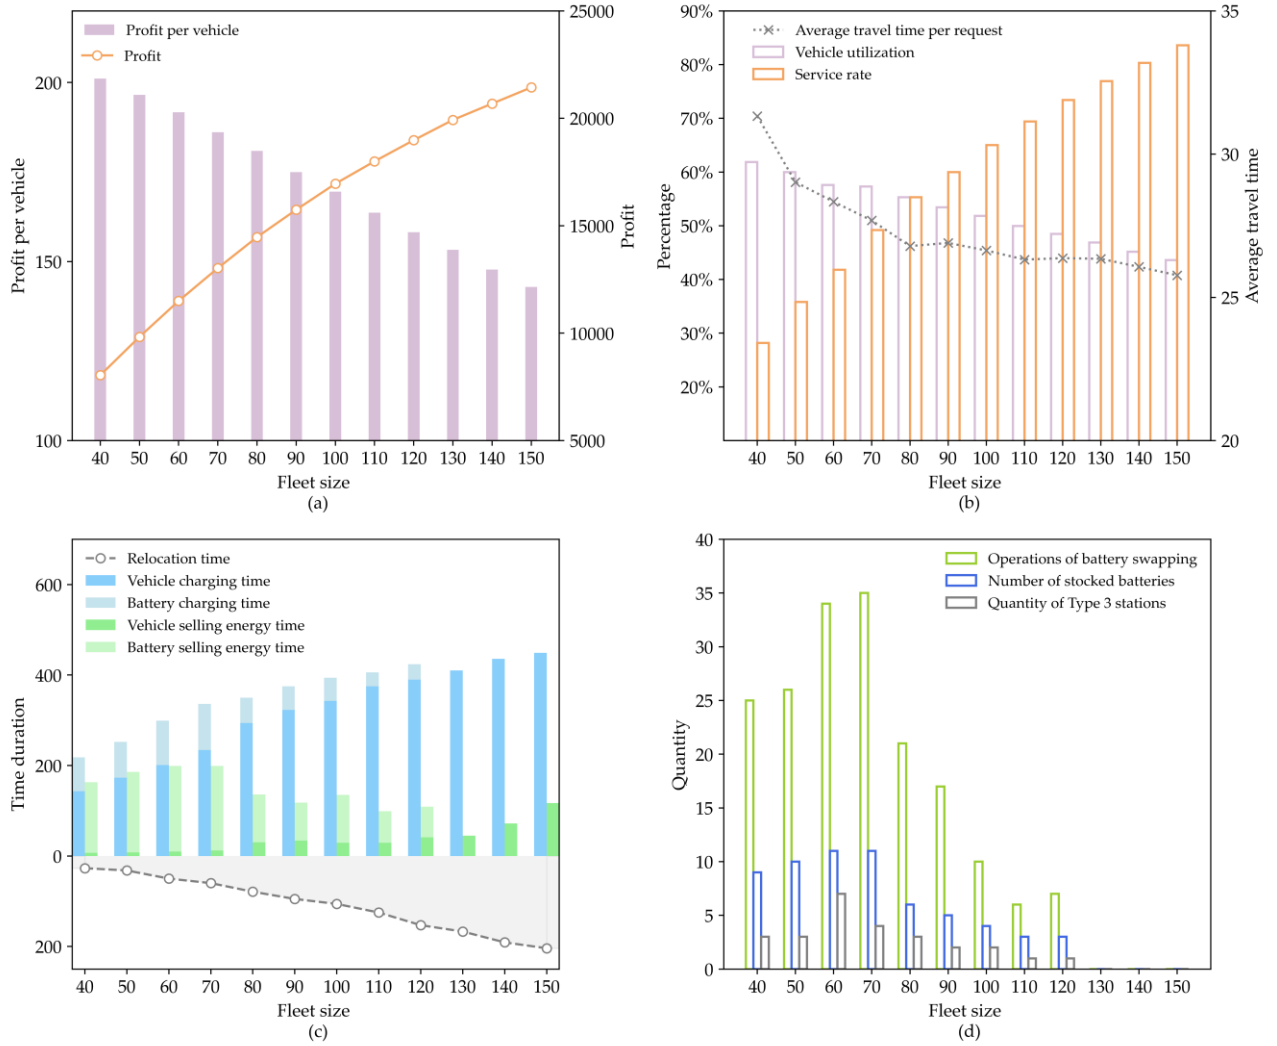 25000
Profit per vehicle
Profit
200
20000
15000
150
10000
100
5000
Profit per vehicle
Profit
40 50 60 70 80 90 100 110 120 130 140 150
Fleet size
(a)
90%
35
Average travel time per request
Vehicle utilization
Service rate
80%
70%
30
60%
50%
40%
25
30%
20%
20
Percentage
Average travel time
40 50 60 70 80 90 100 110 120 130 140 150
Fleet size
(b)
Relocation time
Vehicle charging time
Battery charging time
Vehicle selling energy time
Battery selling energy time
600
400
200
0
200
Time duration
40 50 60 70 80 90 100 110 120 130 140 150
Fleet size
(c)
40
Operations of battery swapping
Number of stocked batteries
Quantity of Type 3 stations
35
30
25
20
15
10
5
0
Quantity
40 50 60 70 80 90 100 110 120 130 140 150
Fleet size
(d)